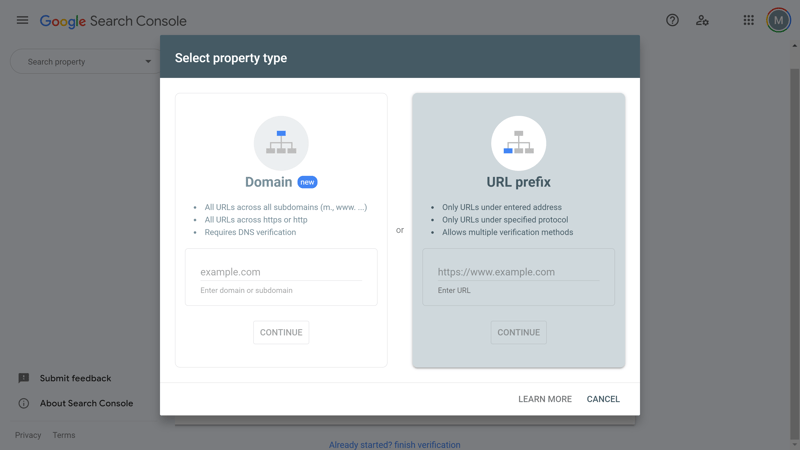 Google Search Console
M
Search property
Select property type
Domain new
All URLs across all subdomains (m., www. ...)
All URLs across https or http
Requires DNS verification
example.com
Enter domain or subdomain
CONTINUE
or
URL prefix
Only URLs under entered address
Only URLs under specified protocol
Allows multiple verification methods
https://www.example.com
Enter URL
CONTINUE
LEARN MORE
CANCEL
Submit feedback
About Search Console
Privacy
Terms
Already started? finish verification